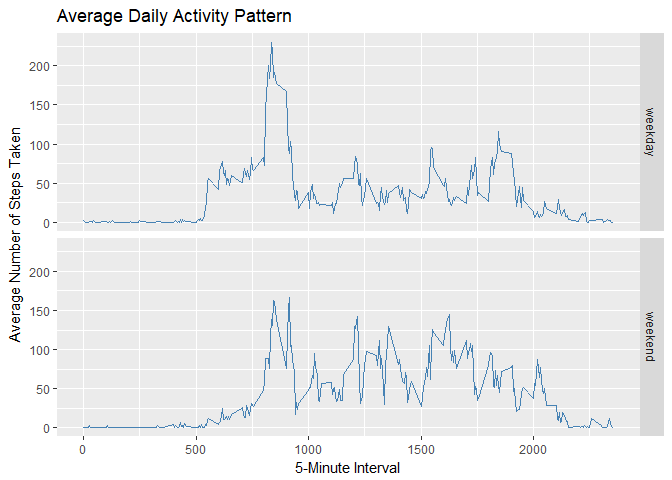 Average Daily Activity Pattern
Average Number of Steps Taken
200
150
100
50
0
weekday
200
150
100
50
0
weekend
0 500 1000 1500 2000
5-Minute Interval